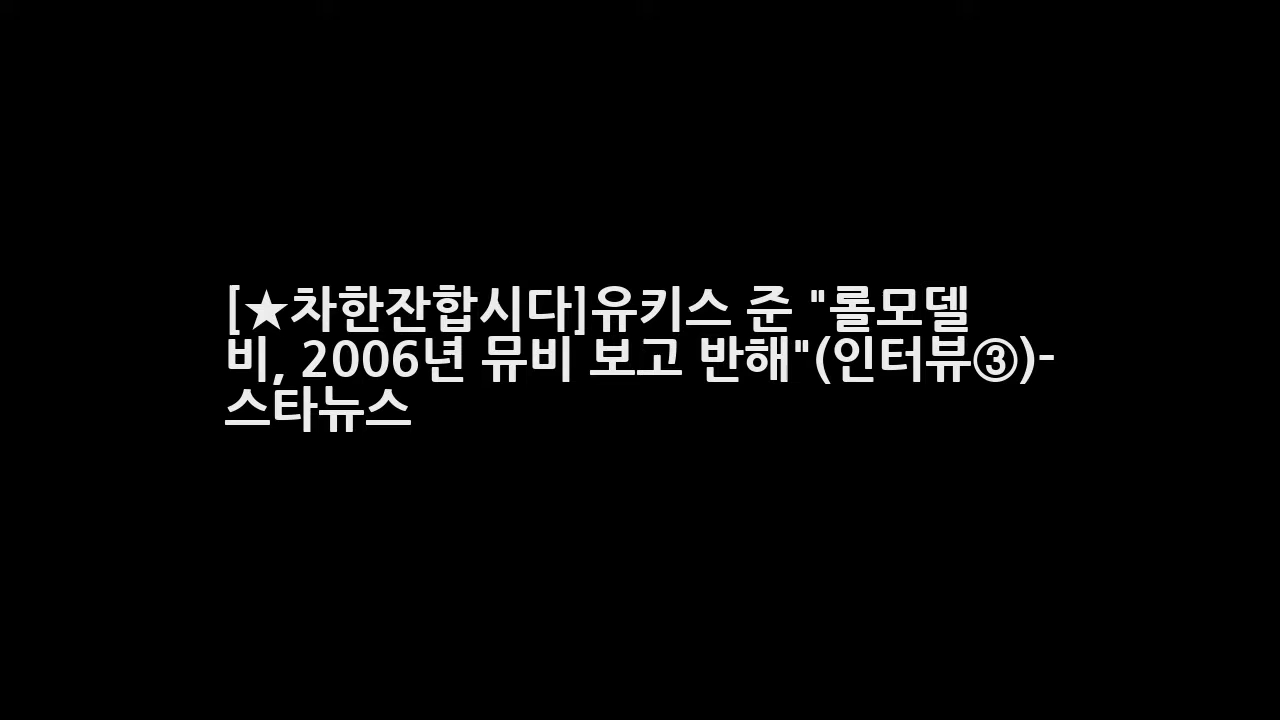 [★차한잔합시다]유키스 준 "롤모델
비, 2006년 뮤비 보고 반해"(인터뷰③)-
스타뉴스